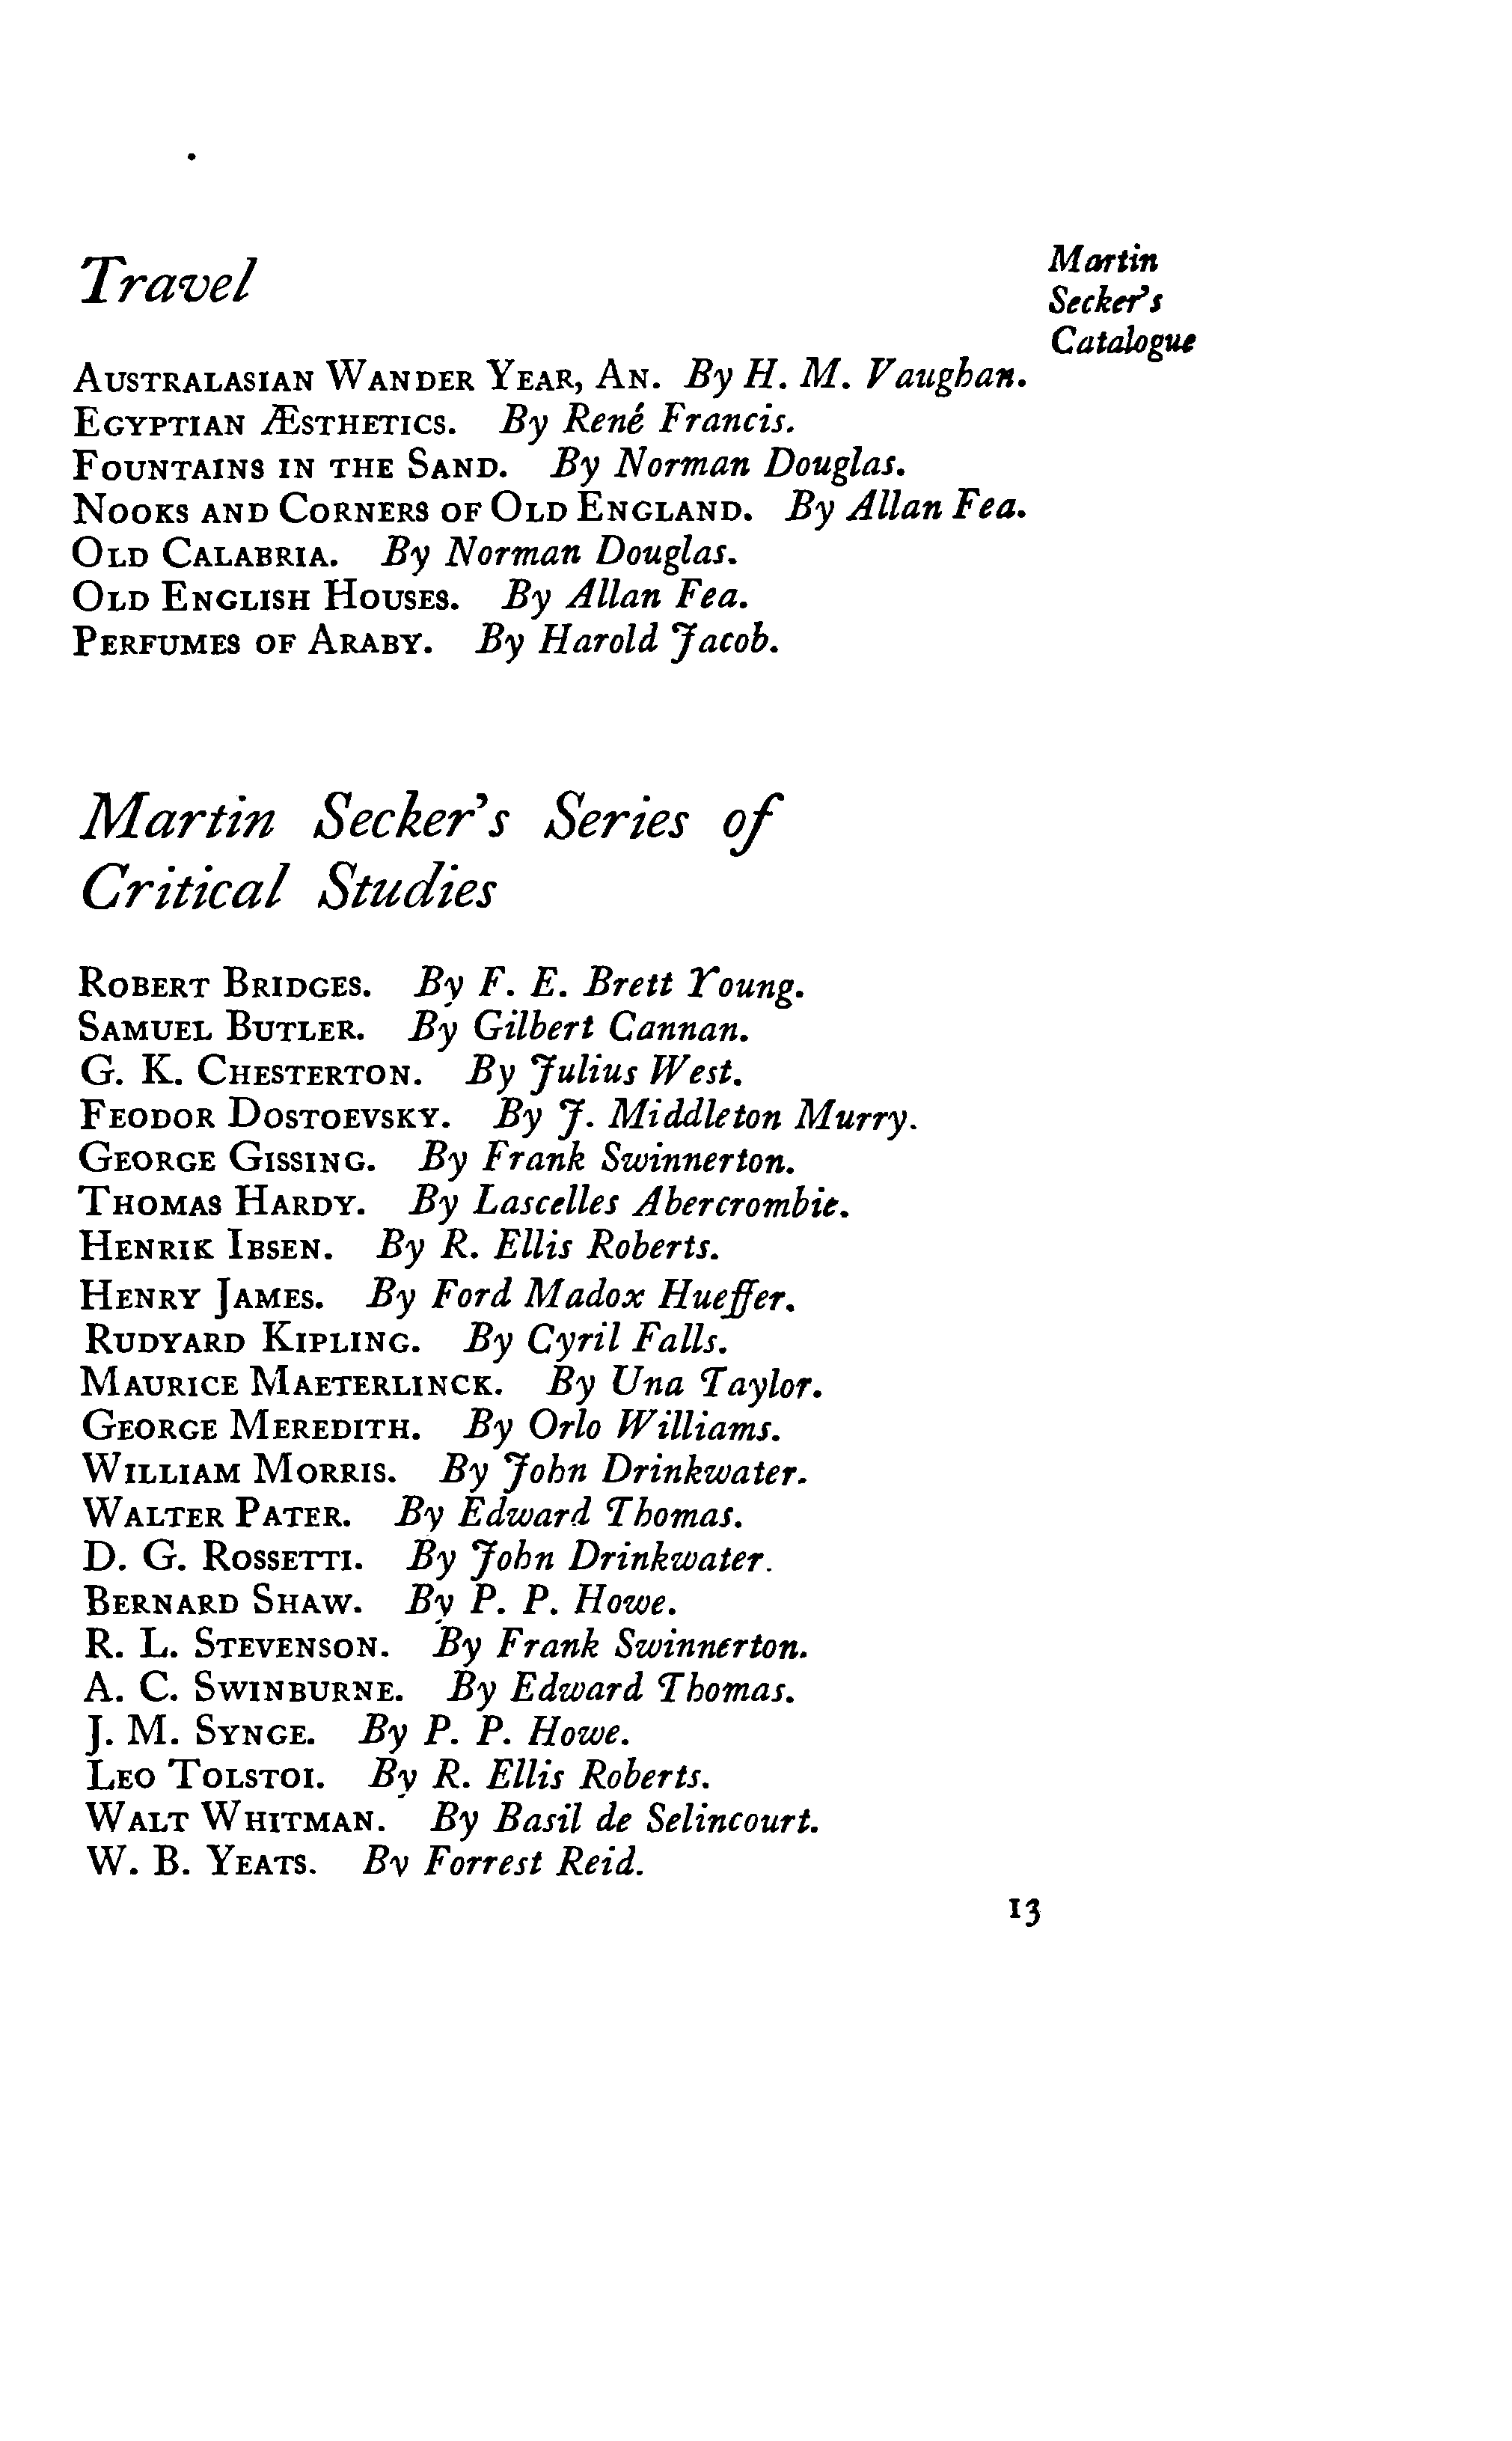 Travel
Martin
Secker's
Catalogue
AUSTRALASIAN WANDER YEAR, AN. By H. M. Vaughan.
EGYPTIAN ÆSTHETICS. By René Francis.
FOUNTAINS IN THE SAND. By Norman Douglas.
NOOKS AND CORNERS OF OLD ENGLAND. By Allan Fea.
OLD CALABRIA. By Norman Douglas.
OLD ENGLISH HOUSES. By Allan Fea.
PERFUMES OF ARABY. By Harold Jacob.
Martin Secker's Series of
Critical Studies
ROBERT BRIDGES. By F. E. Brett Young.
SAMUEL BUTLER. By Gilbert Cannan.
G. K. CHESTERTON. By Julius West.
FEODOR DOSTOEVSKY. By J. Middleton Murry.
GEORGE GISSING. By Frank Swinnerton.
THOMAS HARDY. By Lascelles Abercrombie.
HENRIK IBSEN. By R. Ellis Roberts.
HENRY JAMES. By Ford Madox Hueffer.
RUDYARD KIPLING. By Cyril Falls.
MAURICE MAETERLINCK. By Una Taylor.
GEORGE MEREDITH. By Orlo Williams.
WILLIAM MORRIS. By John Drinkwater.
WALTER PATER. By Edward Thomas.
D. G. ROSSETTI. By John Drinkwater.
BERNARD SHAW. By P. P. Howe.
R. L. STEVENSON. By Frank Swinnerton.
A. C. SWINBURNE. By Edward Thomas.
J. M. SYNGE. By P. P. Howe.
LEO TOLSTOI. By R. Ellis Roberts.
WALT WHITMAN. By Basil de Selincourt.
W. B. YEATS. By Forrest Reid.
13